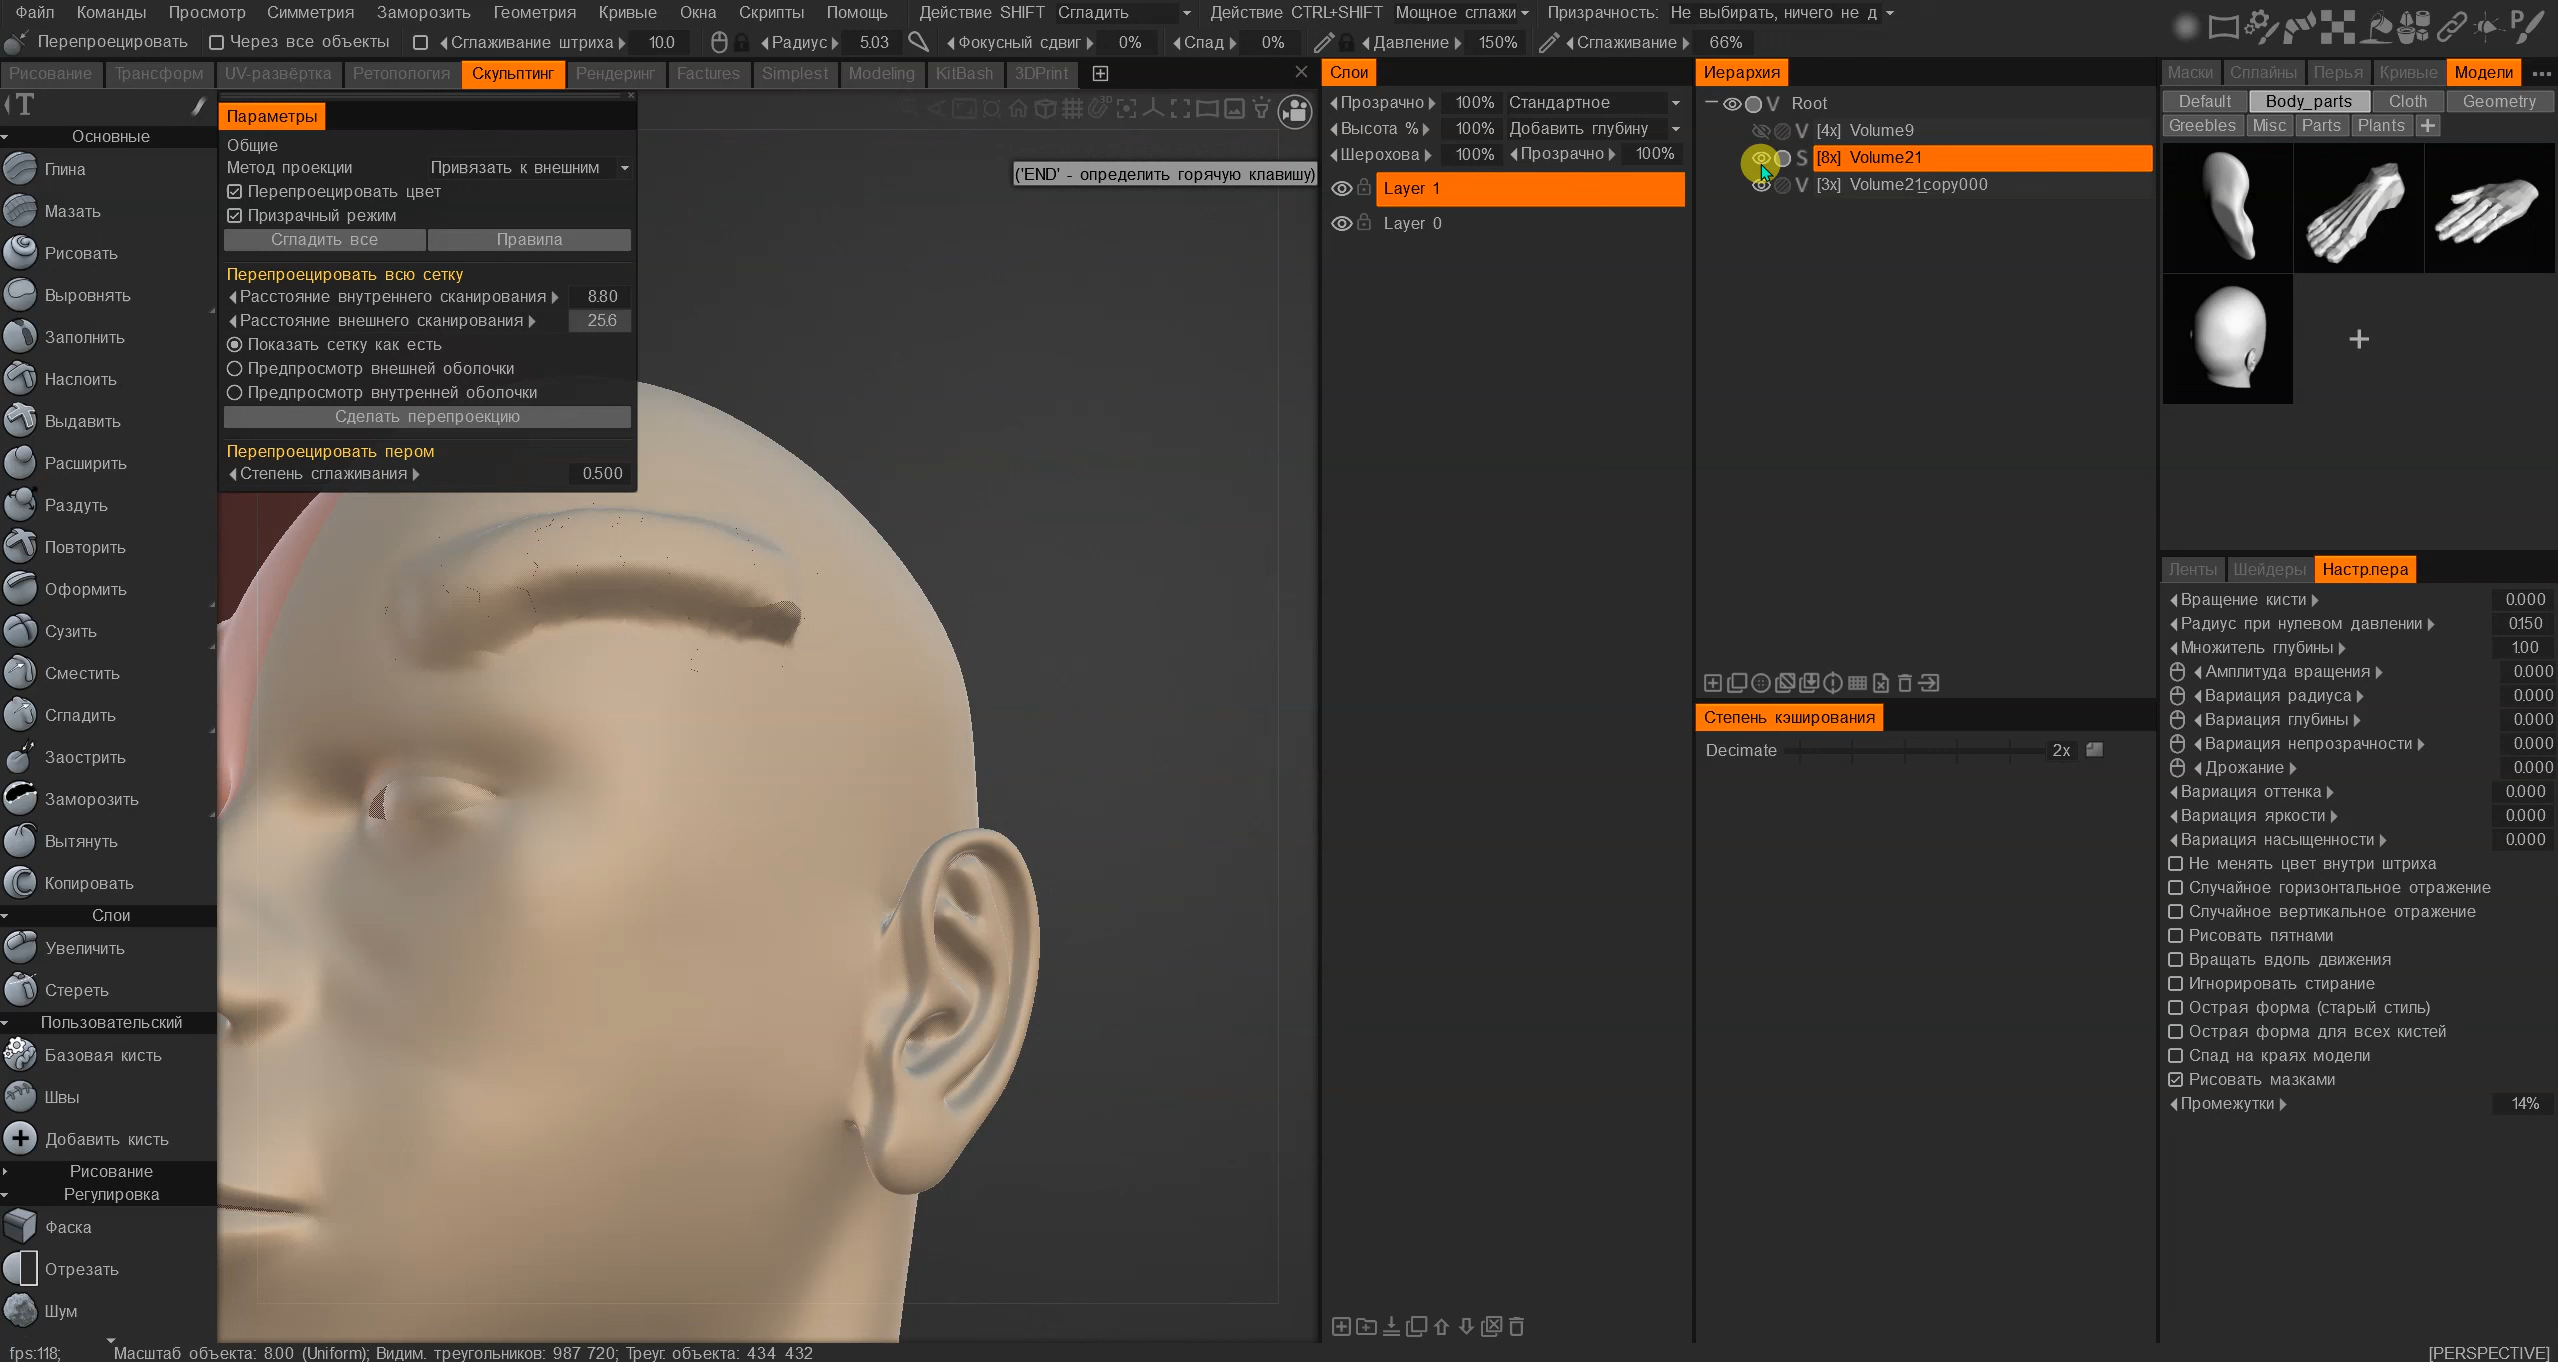 Файл Команды Просмотр Симметрия Заморозить Геометрия Кривые Окна Скрипты Помощь Действие SHIFT Сгладить Действие CTRL+SHIFT Мощное сглажи Призрачность: Не выбирать, ничего не д
Перепроецировать Через все объекты Сглаживание штриха 10.0 Радиус 5.03 Фокусный сдвиг 0% Спад 0% Давление 150% Сглаживание 66%
Рисование Трансформ UV-развёртка Ретопология Скульптинг Рендеринг Factures Simplest Modeling KitBash 3DPrint
Слои
Иерархия
Маски Сплайны Перья Кривые Модели
T
Основные
Глина
Мазать
Рисовать
Выровнять
Заполнить
Наслоить
Выдавить
Расширить
Раздуть
Повторить
Оформить
Сузить
Сместить
Сгладить
Заострить
Заморозить
Вытянуть
Копировать
Слои
Увеличить
Стереть
Пользовательский
Базовая кисть
Швы
Добавить кисть
Рисование
Регулировка
Фаска
Отрезать
Шум
Параметры
Общие
Метод проекции Привязать к внешним
Перепроецировать цвет
Призрачный режим
Сгладить все Правила
Перепроецировать всю сетку
Расстояние внутреннего сканирования 8.80
Расстояние внешнего сканирования 25.6
Показать сетку как есть
Предпросмотр внешней оболочки
Предпросмотр внутренней оболочки
Сделать перепроекцию
Перепроецировать пером
Степень сглаживания 0.500
3D
('END' - определить горячую клавишу)
Прозрачно 100% Стандартное
Высота % 100% Добавить глубину
Шерохова 100% Прозрачно 100%
Layer 1
Layer 0
V Root
V [4x] Volume9
S [8x] Volume21
V [3x] Volume21_copy000
Степень кэширования
Decimate 2x
Default Body_parts Cloth Geometry
Greebles Misc Parts Plants +
+
Ленты Шейдеры Настр.пера
Вращение кисти 0.000
Радиус при нулевом давлении 0.150
Множитель глубины 1.00
Амплитуда вращения 0.000
Вариация радиуса 0.000
Вариация глубины 0.000
Вариация непрозрачности 0.000
Дрожание 0.000
Вариация оттенка 0.000
Вариация яркости 0.000
Вариация насыщенности 0.000
Не менять цвет внутри штриха
Случайное горизонтальное отражение
Случайное вертикальное отражение
Рисовать пятнами
Вращать вдоль движения
Игнорировать стирание
Острая форма (старый стиль)
Острая форма для всех кистей
Спад на краях модели
Рисовать мазками
Промежутки 14%
fps:118; Масштаб объекта: 8.00 (Uniform); Видим. треугольников: 987 720; Треуг. объекта: 434 432 [PERSPECTIVE]